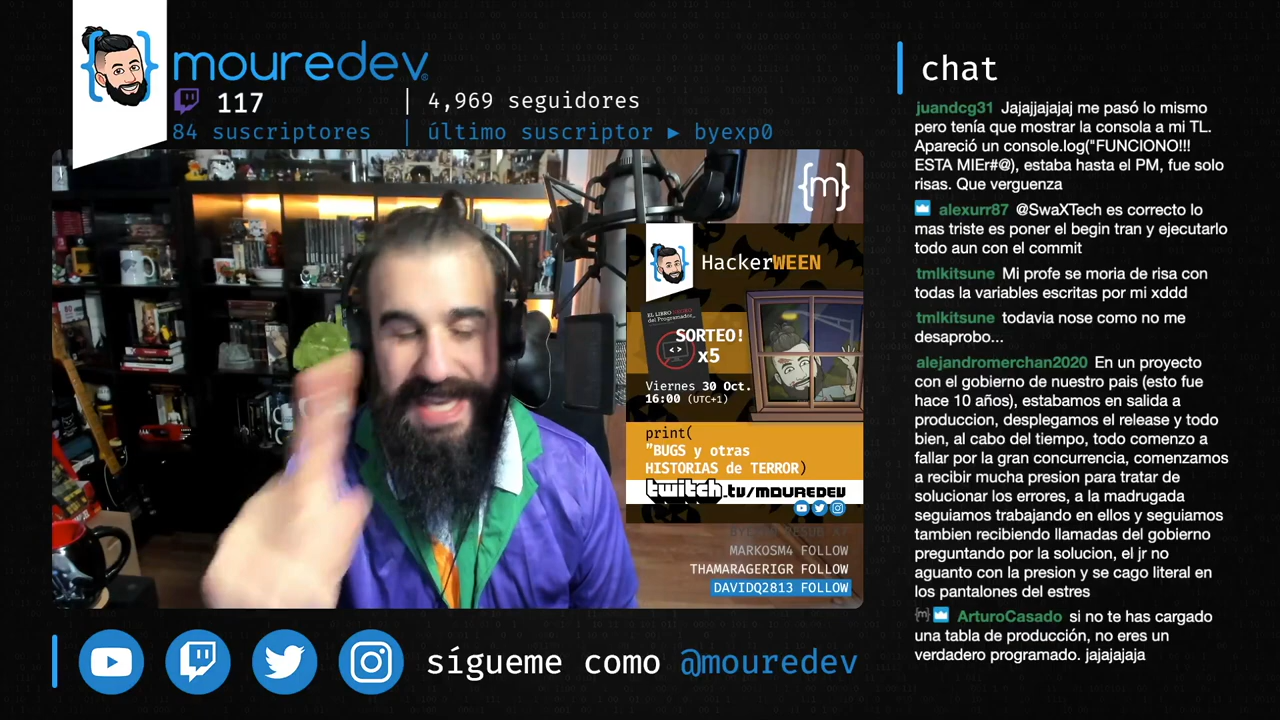 mouredev
117
4,969 seguidores
84 suscriptores
último suscriptor ▶ byexp0
{m}
HackerWEEN
EL LIBRO NEGRO
del Programador_
SORTEO!
<>
x5
Viernes 30 Oct.
16:00 (UTC+1)
print(
"BUGS y otras
HISTORIAS de TERROR)
twitch.tv/MOUREDEV
MARKOSM4 FOLLOW
THAMARAGERIGR FOLLOW
DAVIDQ2813 FOLLOW
sígueme como @mouredev
chat
juandcg31 Jajajjajajaj me pasó lo mismo
pero tenía que mostrar la consola a mi TL.
Apareció un console.log("FUNCIONO!!!
ESTA MIEr#@), estaba hasta el PM, fue solo
risas. Que verguenza
alexurr87 @SwaXTech es correcto lo
mas triste es poner el begin tran y ejecutarlo
todo aun con el commit
tmlkitsune Mi profe se moria de risa con
todas la variables escritas por mi xddd
tmlkitsune todavia nose como no me
desaprobo...
alejandromerchan2020 En un proyecto
con el gobierno de nuestro pais (esto fue
hace 10 años), estabamos en salida a
produccion, desplegamos el release y todo
bien, al cabo del tiempo, todo comenzo a
fallar por la gran concurrencia, comenzamos
a recibir mucha presion para tratar de
solucionar los errores, a la madrugada
seguiamos trabajando en ellos y seguiamos
tambien recibiendo llamadas del gobierno
preguntando por la solucion, el jr no
aguanto con la presion y se cago literal en
los pantalones del estres
{m} ArturoCasado si no te has cargado
una tabla de producción, no eres un
verdadero programado. jajajajaja